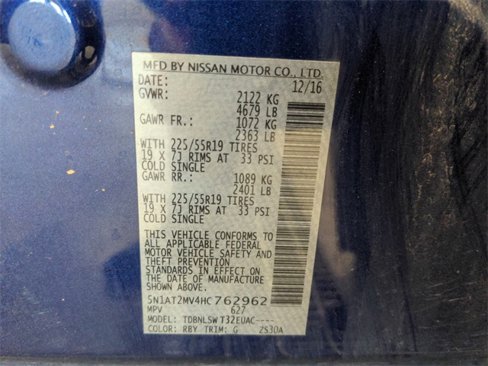 MFD BY NISSAN MOTOR CO., LTD.
DATE: 12/16
GVWR: 2122 KG
4679 LB
GAWR FR.: 1072 KG
2363 LB
WITH 225/55R19 TIRES
19 X 7J RIMS AT 33 PSI
COLD SINGLE
GAWR RR.: 1089 KG
2401 LB
WITH 225/55R19 TIRES
19 X 7J RIMS AT 33 PSI
COLD SINGLE
THIS VEHICLE CONFORMS TO
ALL APPLICABLE FEDERAL
MOTOR VEHICLE SAFETY
AND THEFT PREVENTION
STANDARDS IN EFFECT ON
THE DATE OF MANUFACTURE
SHOWN ABOVE.
5N1AT2MV4HC762962
MPV 627
MODEL: TDBNLSW T32EUAC----
COLOR: RBY TRIM: G 2S30A